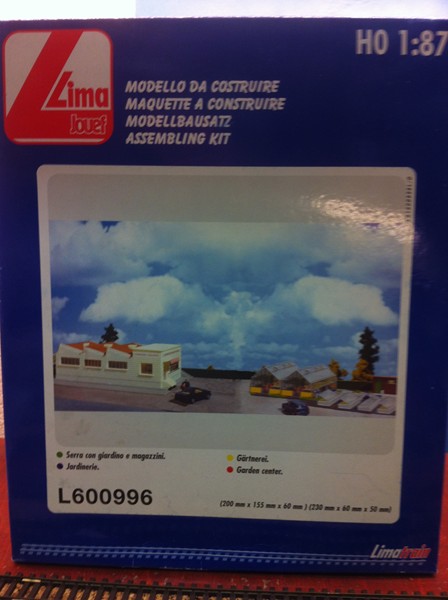 H0 1:87
Lima
Jouef
MODELLO DA COSTRUIRE
MAQUETTE A CONSTRUIRE
MODELLBAUSATZ
ASSEMBLING KIT
Serra con giardino e magazzini.
Jardinerie.
Gärtnerei.
Garden center.
L600996
(200 mm x 155 mm x 60 mm ) (230 mm x 60 mm x 50 mm)
Limatrain